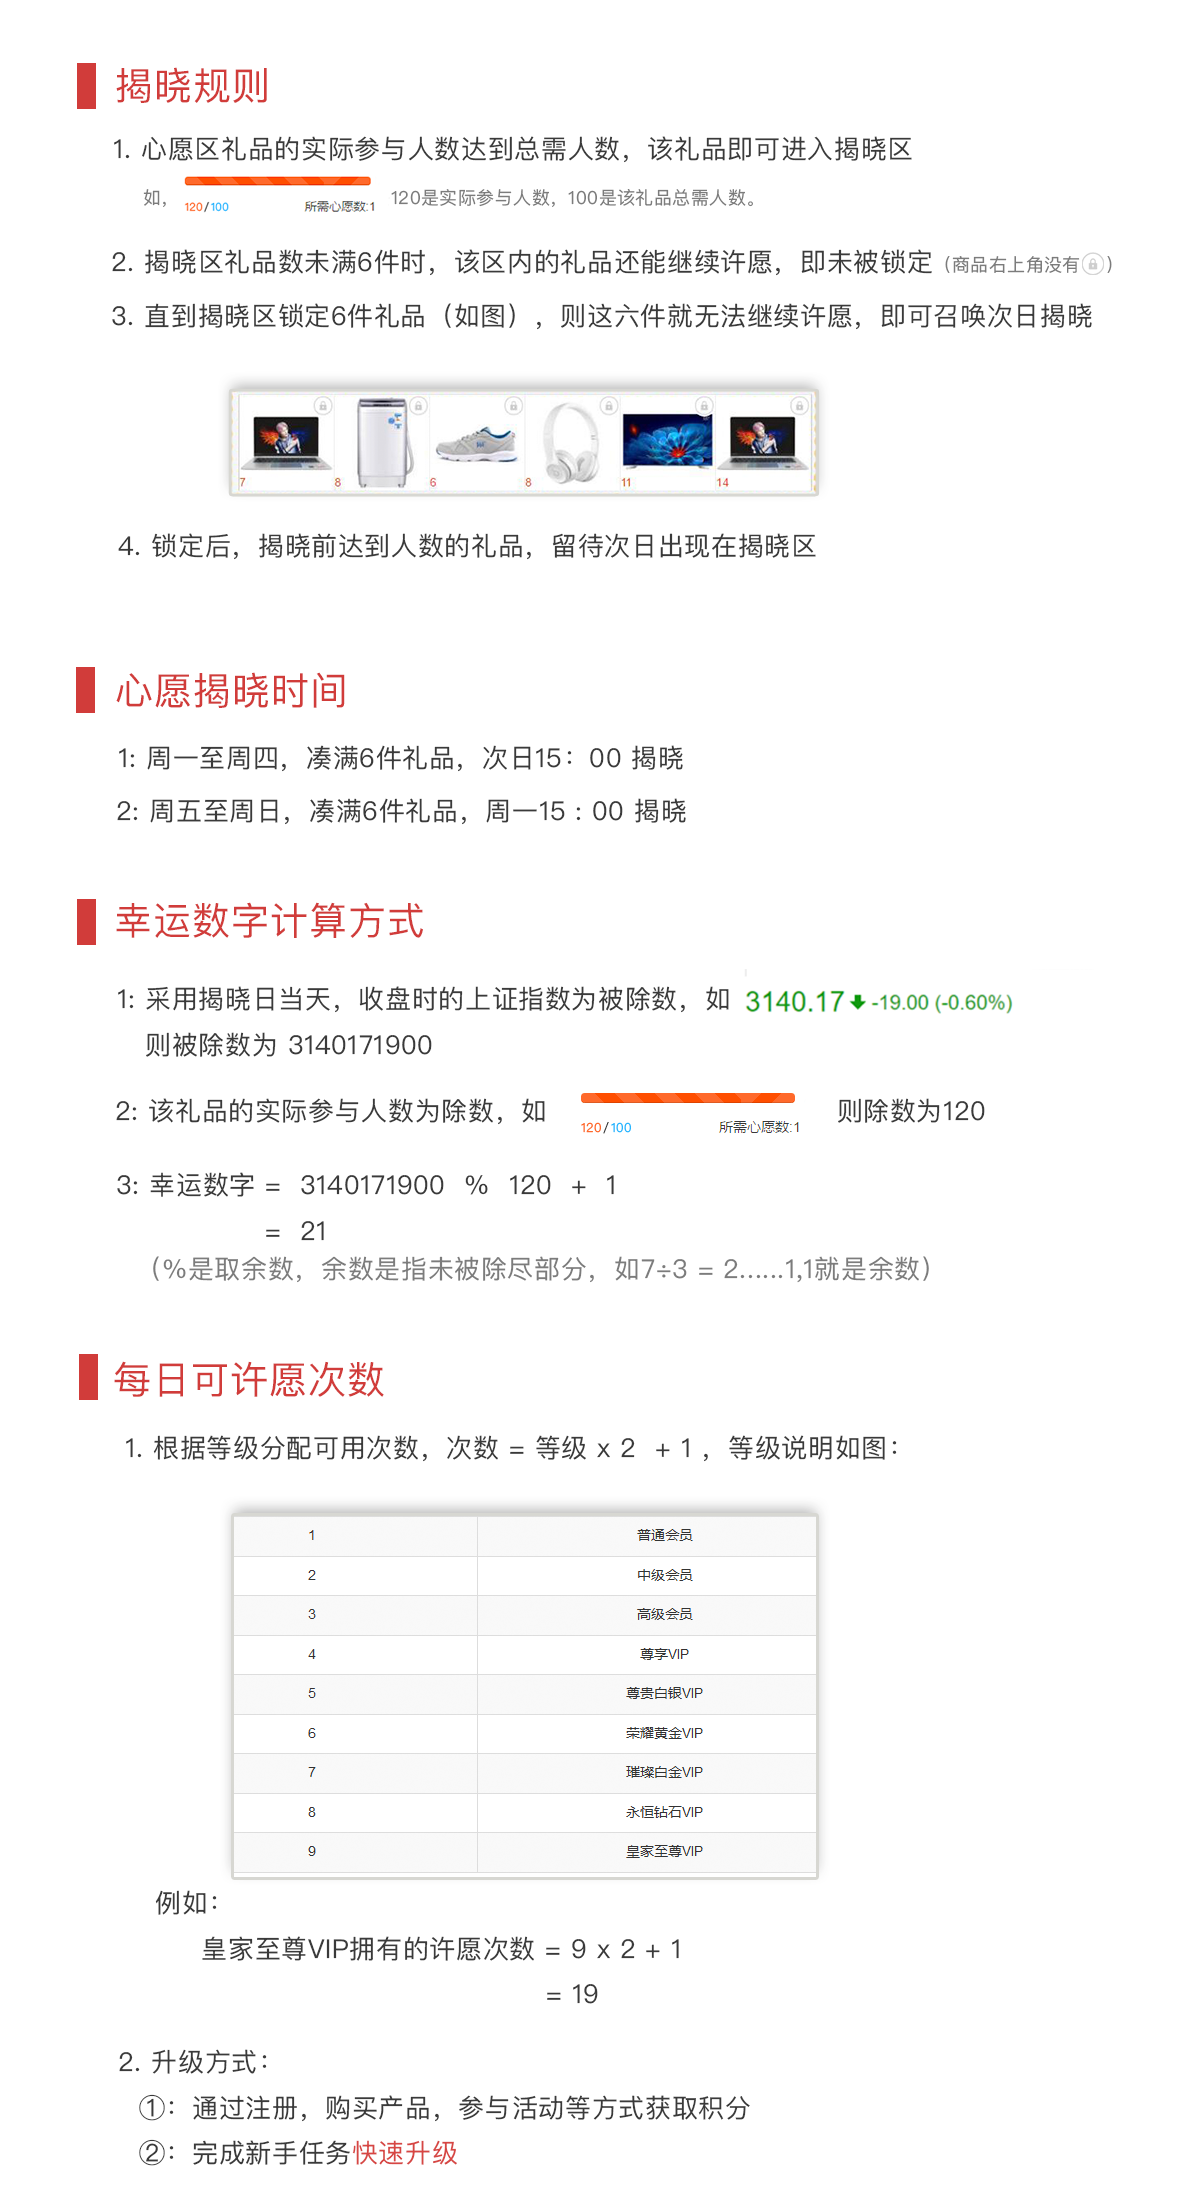 揭晓规则
1. 心愿区礼品的实际参与人数达到总需人数，该礼品即可进入揭晓区
如， 120/100 所需心愿数:1 120是实际参与人数，100是该礼品总需人数。
2. 揭晓区礼品数未满6件时，该区内的礼品还能继续许愿，即未被锁定（商品右上角没有）
3. 直到揭晓区锁定6件礼品（如图），则这六件就无法继续许愿，即可召唤次日揭晓
7 8 6 8 11 14
4. 锁定后，揭晓前达到人数的礼品，留待次日出现在揭晓区
心愿揭晓时间
1: 周一至周四，凑满6件礼品，次日15：00 揭晓
2: 周五至周日，凑满6件礼品，周一15 : 00 揭晓
幸运数字计算方式
1: 采用揭晓日当天，收盘时的上证指数为被除数，如 3140.17 -19.00 (-0.60%)
则被除数为 3140171900
2: 该礼品的实际参与人数为除数，如 120/100 所需心愿数:1 则除数为120
3: 幸运数字 = 3140171900 % 120 + 1
= 21
（%是取余数，余数是指未被除尽部分，如7÷3 = 2......1,1就是余数）
每日可许愿次数
1. 根据等级分配可用次数，次数 = 等级 x 2 + 1 ，等级说明如图：
1 普通会员
2 中级会员
3 高级会员
4 尊享VIP
5 尊贵白银VIP
6 荣耀黄金VIP
7 璀璨白金VIP
8 永恒钻石VIP
9 皇家至尊VIP
例如：
皇家至尊VIP拥有的许愿次数 = 9 x 2 + 1
= 19
2. 升级方式：
①：通过注册，购买产品，参与活动等方式获取积分
②：完成新手任务快速升级